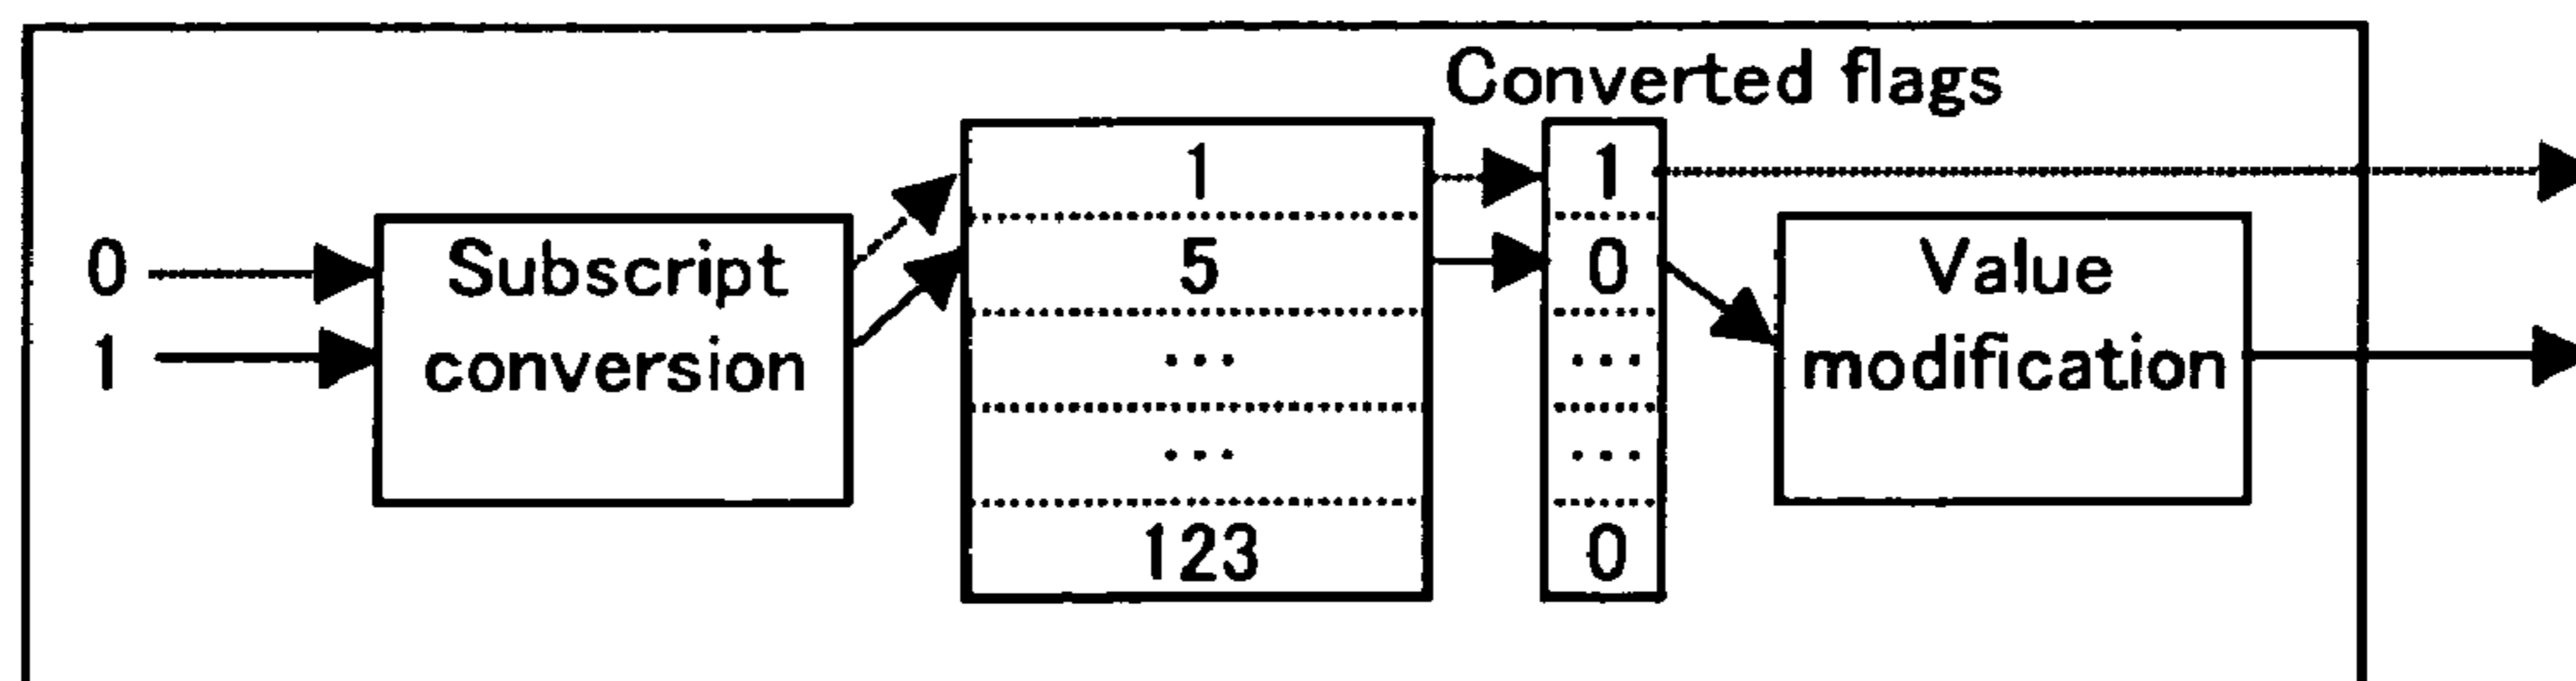 Converted flags
0
1
Subscript
conversion
1
5
...
...
123
1
0
...
...
0
Value
modification